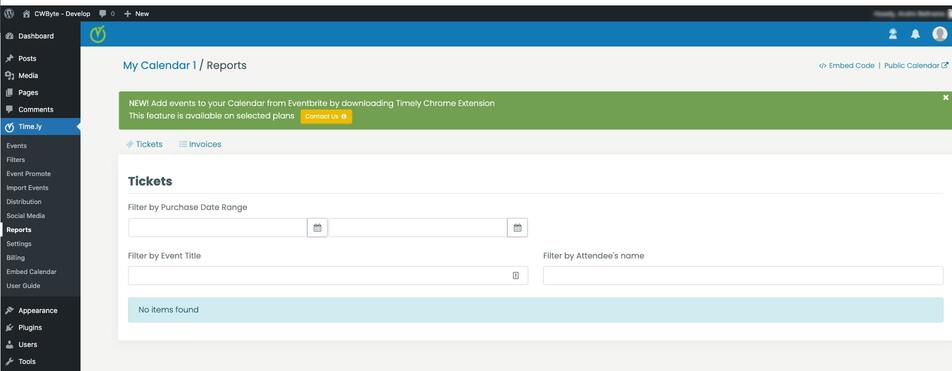 CWByte - Develop 0 New
Dashboard
Posts
Media
Pages
Comments
Time.ly
Events
Filters
Event Promote
Import Events
Distribution
Social Media
Reports
Settings
Billing
Embed Calendar
User Guide
Appearance
Plugins
Users
Tools
My Calendar 1 / Reports
</> Embed Code | Public Calendar
NEW! Add events to your Calendar from Eventbrite by downloading Timely Chrome Extension
This feature is available on selected plans Contact Us
×
Tickets Invoices
Tickets
Filter by Purchase Date Range
Filter by Event Title Filter by Attendee's name
No items found